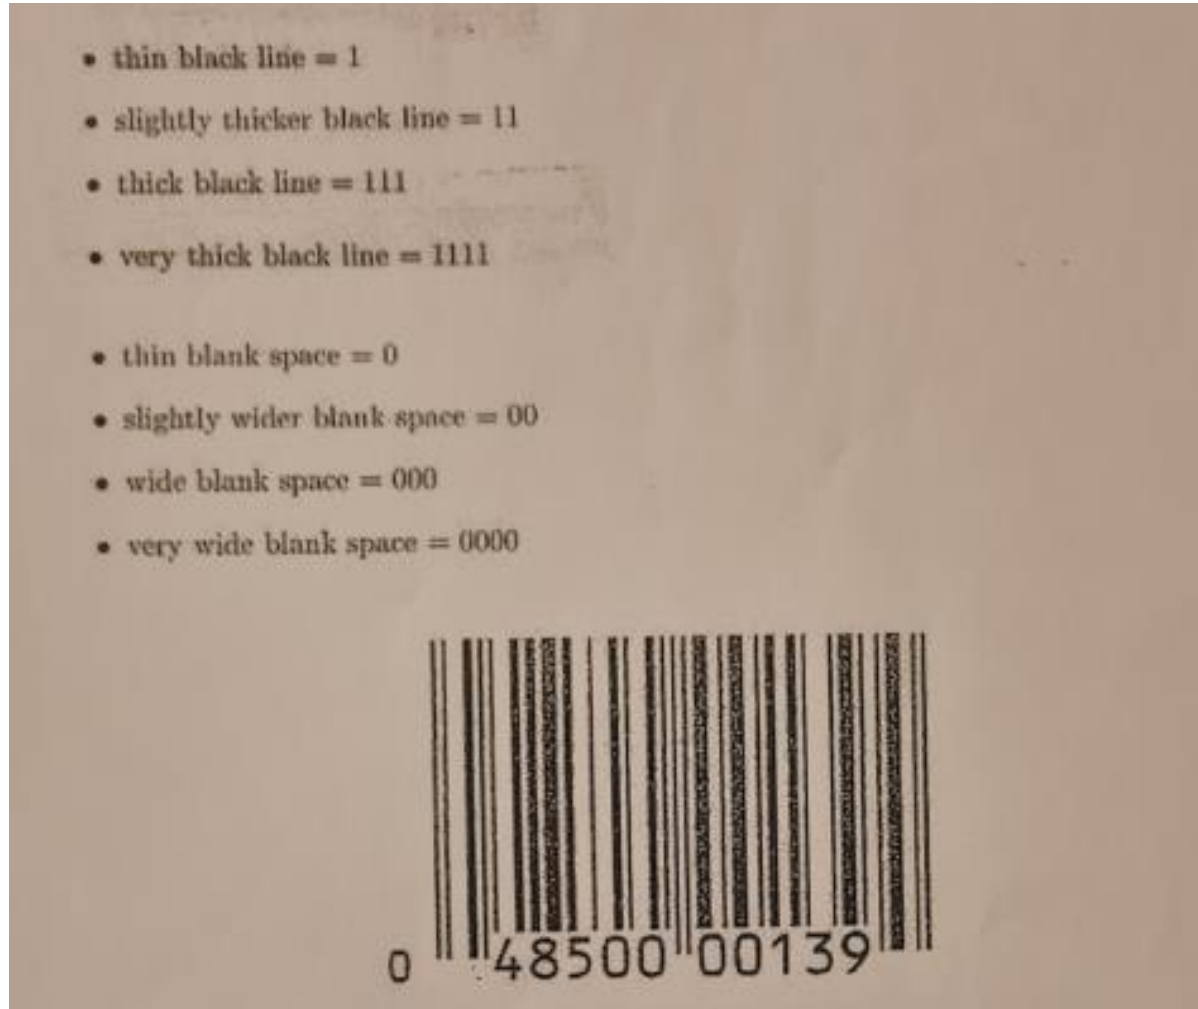 • thin black line = 1
• slightly thicker black line = 11
• thick black line = 111
• very thick black line = 1111
• thin blank space = 0
• slightly wider blank space = 00
• wide blank space = 000
• very wide blank space = 0000
0 48500 00139